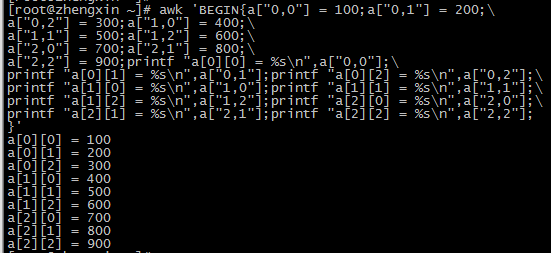 [root@zhengxin ~]# awk 'BEGIN{a["0,0"] = 100;a["0,1"] = 200;\
a["0,2"] = 300;a["1,0"] = 400;\
a["1,1"] = 500;a["1,2"] = 600;\
a["2,0"] = 700;a["2,1"] = 800;\
a["2,2"] = 900;printf "a[0][0] = %s\n",a["0,0"];\
printf "a[0][1] = %s\n",a["0,1"];printf "a[0][2] = %s\n",a["0,2"];\
printf "a[1][0] = %s\n",a["1,0"];printf "a[1][1] = %s\n",a["1,1"];\
printf "a[1][2] = %s\n",a["1,2"];printf "a[2][0] = %s\n",a["2,0"];\
printf "a[2][1] = %s\n",a["2,1"];printf "a[2][2] = %s\n",a["2,2"];
}'
a[0][0] = 100
a[0][1] = 200
a[0][2] = 300
a[1][0] = 400
a[1][1] = 500
a[1][2] = 600
a[2][0] = 700
a[2][1] = 800
a[2][2] = 900